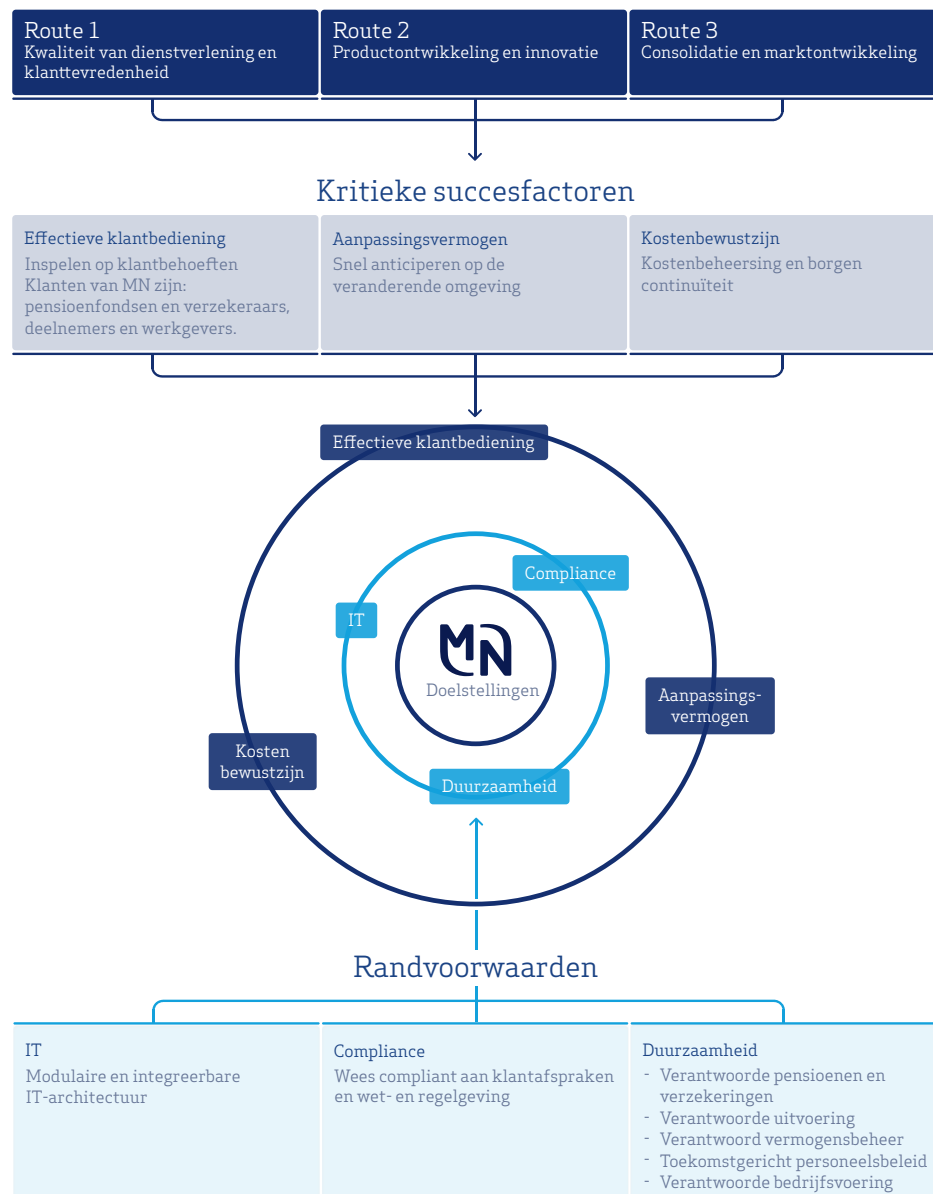 Route 1
Kwaliteit van dienstverlening en
klanttevredenheid
Route 2
Productontwikkeling en innovatie
Route 3
Consolidatie en marktontwikkeling
Kritieke succesfactoren
Effectieve klantbediening
Inspelen op klantbehoeften
Klanten van MN zijn:
pensioenfondsen en verzekeraars,
deelnemers en werkgevers.
Aanpassingsvermogen
Snel anticiperen op de
veranderende omgeving
Kostenbewustzijn
Kostenbeheersing en borgen
continuïteit
Effectieve klantbediening
Compliance
IT
MN
Doelstellingen
Aanpassings-
vermogen
Kosten
bewustzijn
Duurzaamheid
Randvoorwaarden
IT
Modulaire en integreerbare
IT-architectuur
Compliance
Wees compliant aan klantafspraken
en wet- en regelgeving
Duurzaamheid
- Verantwoorde pensioenen en
verzekeringen
- Verantwoorde uitvoering
- Verantwoord vermogensbeheer
- Toekomstgericht personeelsbeleid
- Verantwoorde bedrijfsvoering